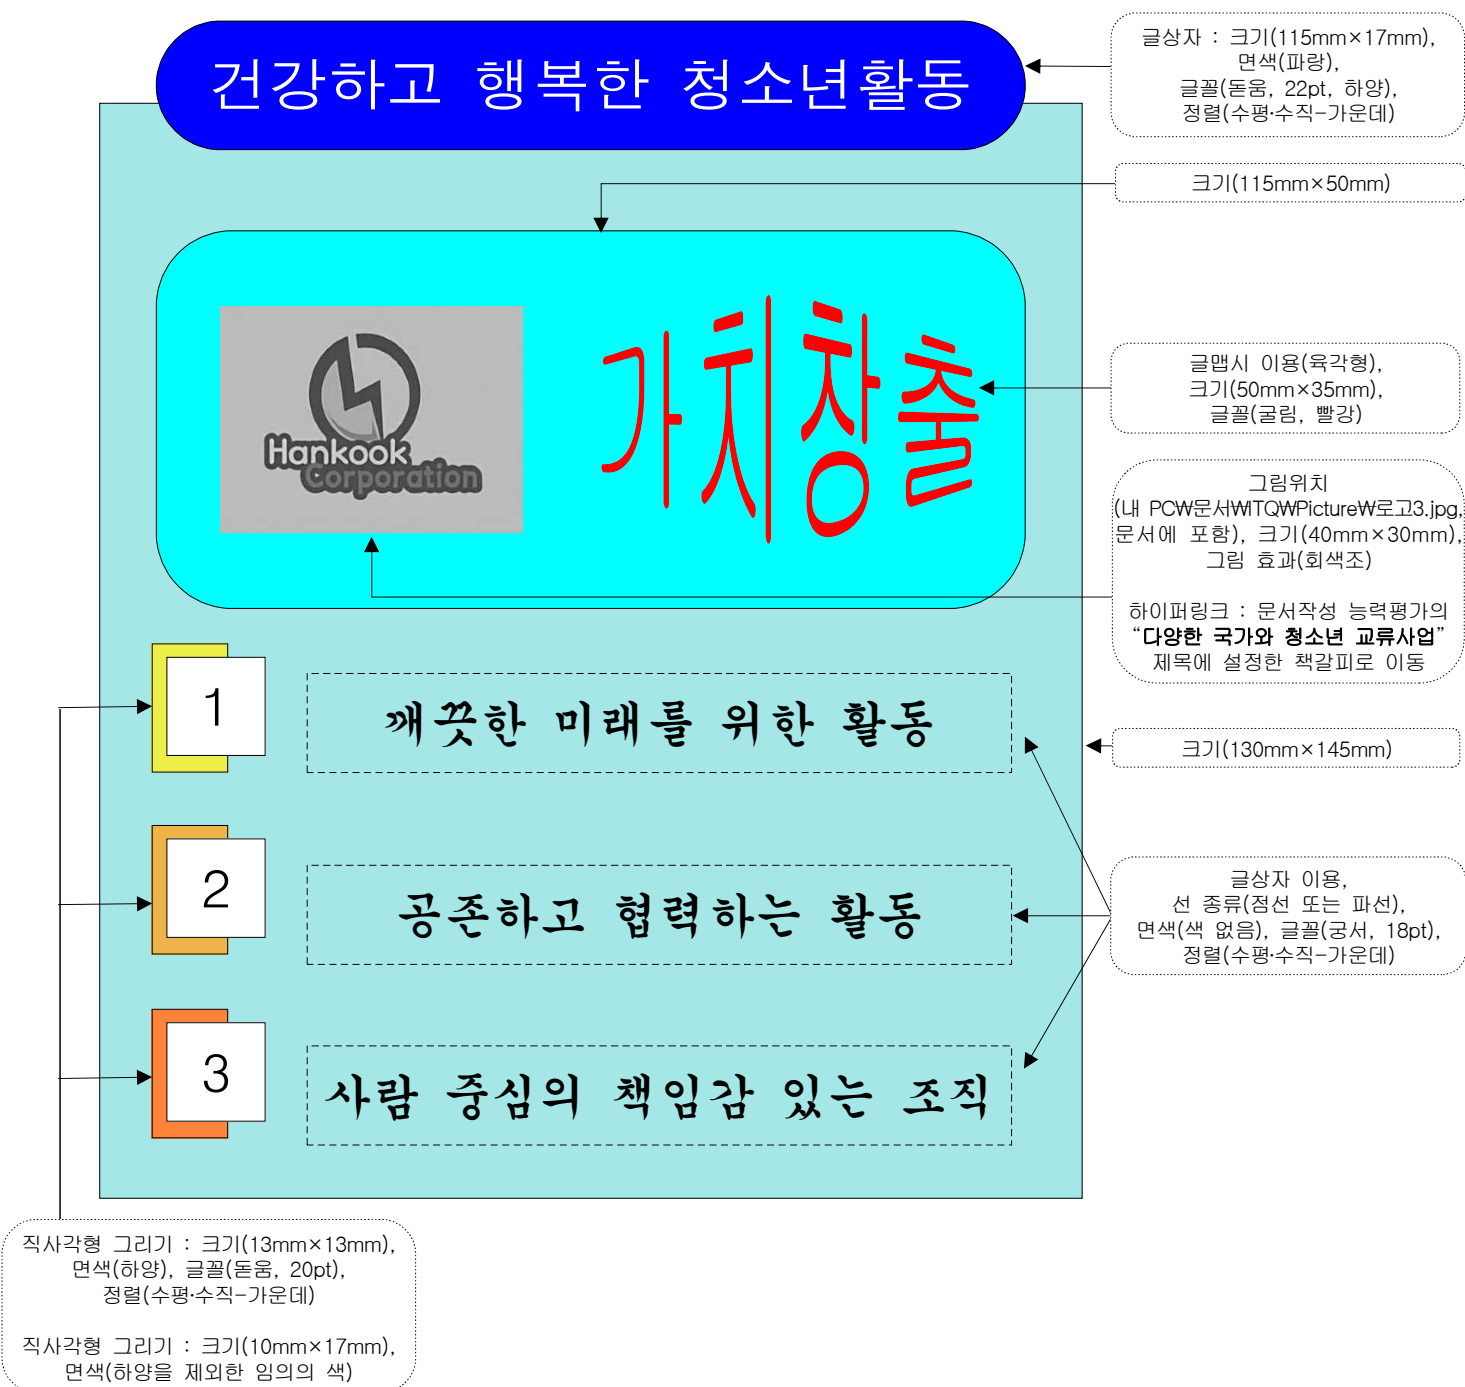 건강하고 행복한 청소년활동
글상자 : 크기(115mm×17mm),
면색(파랑),
글꼴(돋움, 22pt, 하양),
정렬(수평·수직-가운데)
크기(115mm×50mm)
Hankook
Corporation
가치창출
글맵시 이용(육각형),
크기(50mm×35mm),
글꼴(굴림, 빨강)
그림위치
(내 PC₩문서₩ITQ₩Picture₩로고3.jpg,
문서에 포함), 크기(40mm×30mm),
그림 효과(회색조)
하이퍼링크 : 문서작성 능력평가의
“다양한 국가와 청소년 교류사업”
제목에 설정한 책갈피로 이동
1
깨끗한 미래를 위한 활동
크기(130mm×145mm)
2
공존하고 협력하는 활동
글상자 이용,
선 종류(점선 또는 파선),
면색(색 없음), 글꼴(궁서, 18pt),
정렬(수평·수직-가운데)
3
사람 중심의 책임감 있는 조직
직사각형 그리기 : 크기(13mm×13mm),
면색(하양), 글꼴(돋움, 20pt),
정렬(수평·수직-가운데)
직사각형 그리기 : 크기(10mm×17mm),
면색(하양을 제외한 임의의 색)